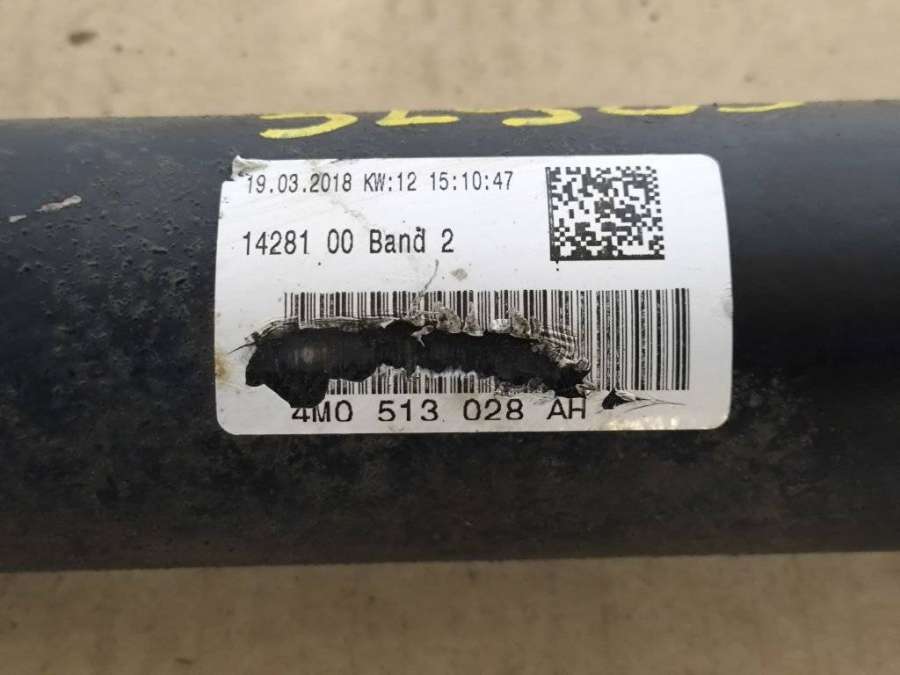 19.03.2018 KW:12 15:10:47
14281 00 Band 2
4M0 513 028 AH